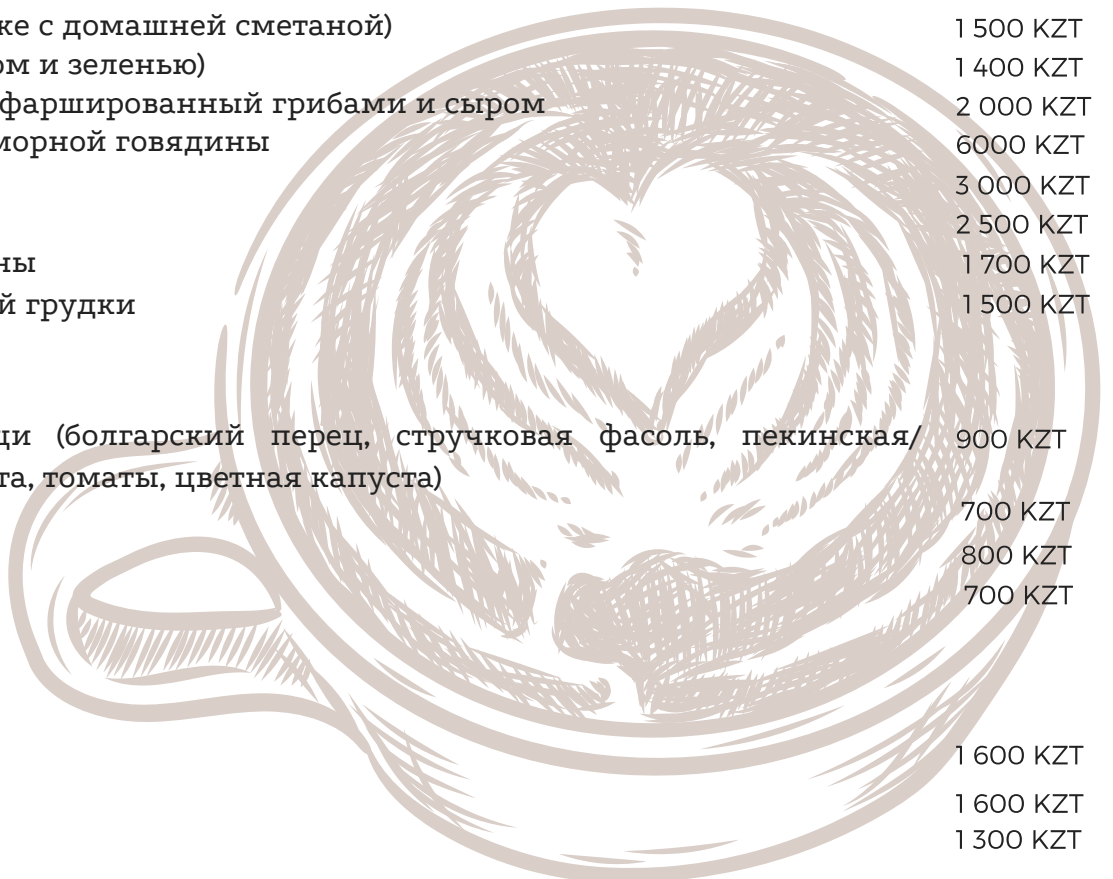 ке с домашней сметаной) 1 500 KZT
ом и зеленью) 1 400 KZT
фаршированный грибами и сыром 2 000 KZT
морной говядины 6000 KZT
3 000 KZT
2 500 KZT
ны 1 700 KZT
й грудки 1 500 KZT
щи (болгарский перец, стручковая фасоль, пекинская/ 900 KZT
та, томаты, цветная капуста)
700 KZT
800 KZT
700 KZT
1 600 KZT
1 600 KZT
1 300 KZT